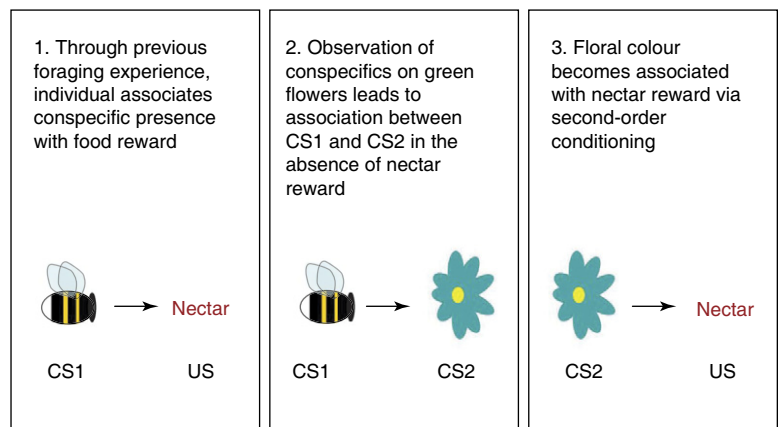 1. Through previous
foraging experience,
individual associates
conspecific presence
with food reward
Nectar
CS1 US
2. Observation of
conspecifics on green
flowers leads to
association between
CS1 and CS2 in the
absence of nectar
reward
CS1 CS2
3. Floral colour
becomes associated
with nectar reward via
second-order
conditioning
Nectar
CS2 US